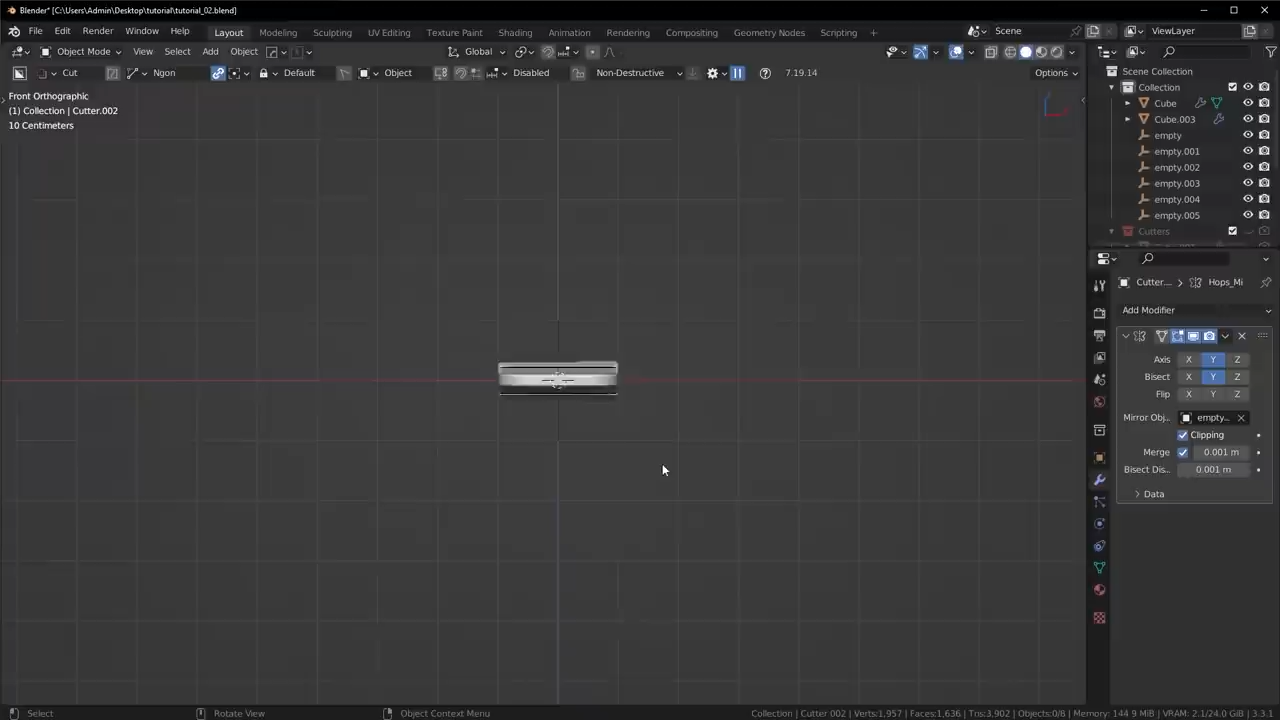 Blender* [C:\Users\Admin\Desktop\tutorial\tutorial_02.blend]
File Edit Render Window Help Layout Modeling Sculpting UV Editing Texture Paint Shading Animation Rendering Compositing Geometry Nodes Scripting + Scene ViewLayer
Object Mode View Select Add Object Global
Cut Ngon Default Object Disabled Non-Destructive 7.19.14 Options
Front Orthographic
(1) Collection | Cutter.002
10 Centimeters
Scene Collection
Collection
Cube
Cube.003
empty
empty.001
empty.002
empty.003
empty.004
empty.005
Cutters
Cutter... Hops_Mi
Add Modifier
Axis X Y Z
Bisect X Y Z
Flip X Y Z
Mirror Obj.. empty..
Clipping
Merge 0.001 m
Bisect Dis.. 0.001 m
Data
Select Rotate View Object Context Menu Collection | Cutter 002 | Verts:1,957 | Faces:1,636 | Tris:3,902 | Objects:0/8 | Memory: 144.9 MiB | VRAM: 2.1/24.0 GiB | 3.3.1